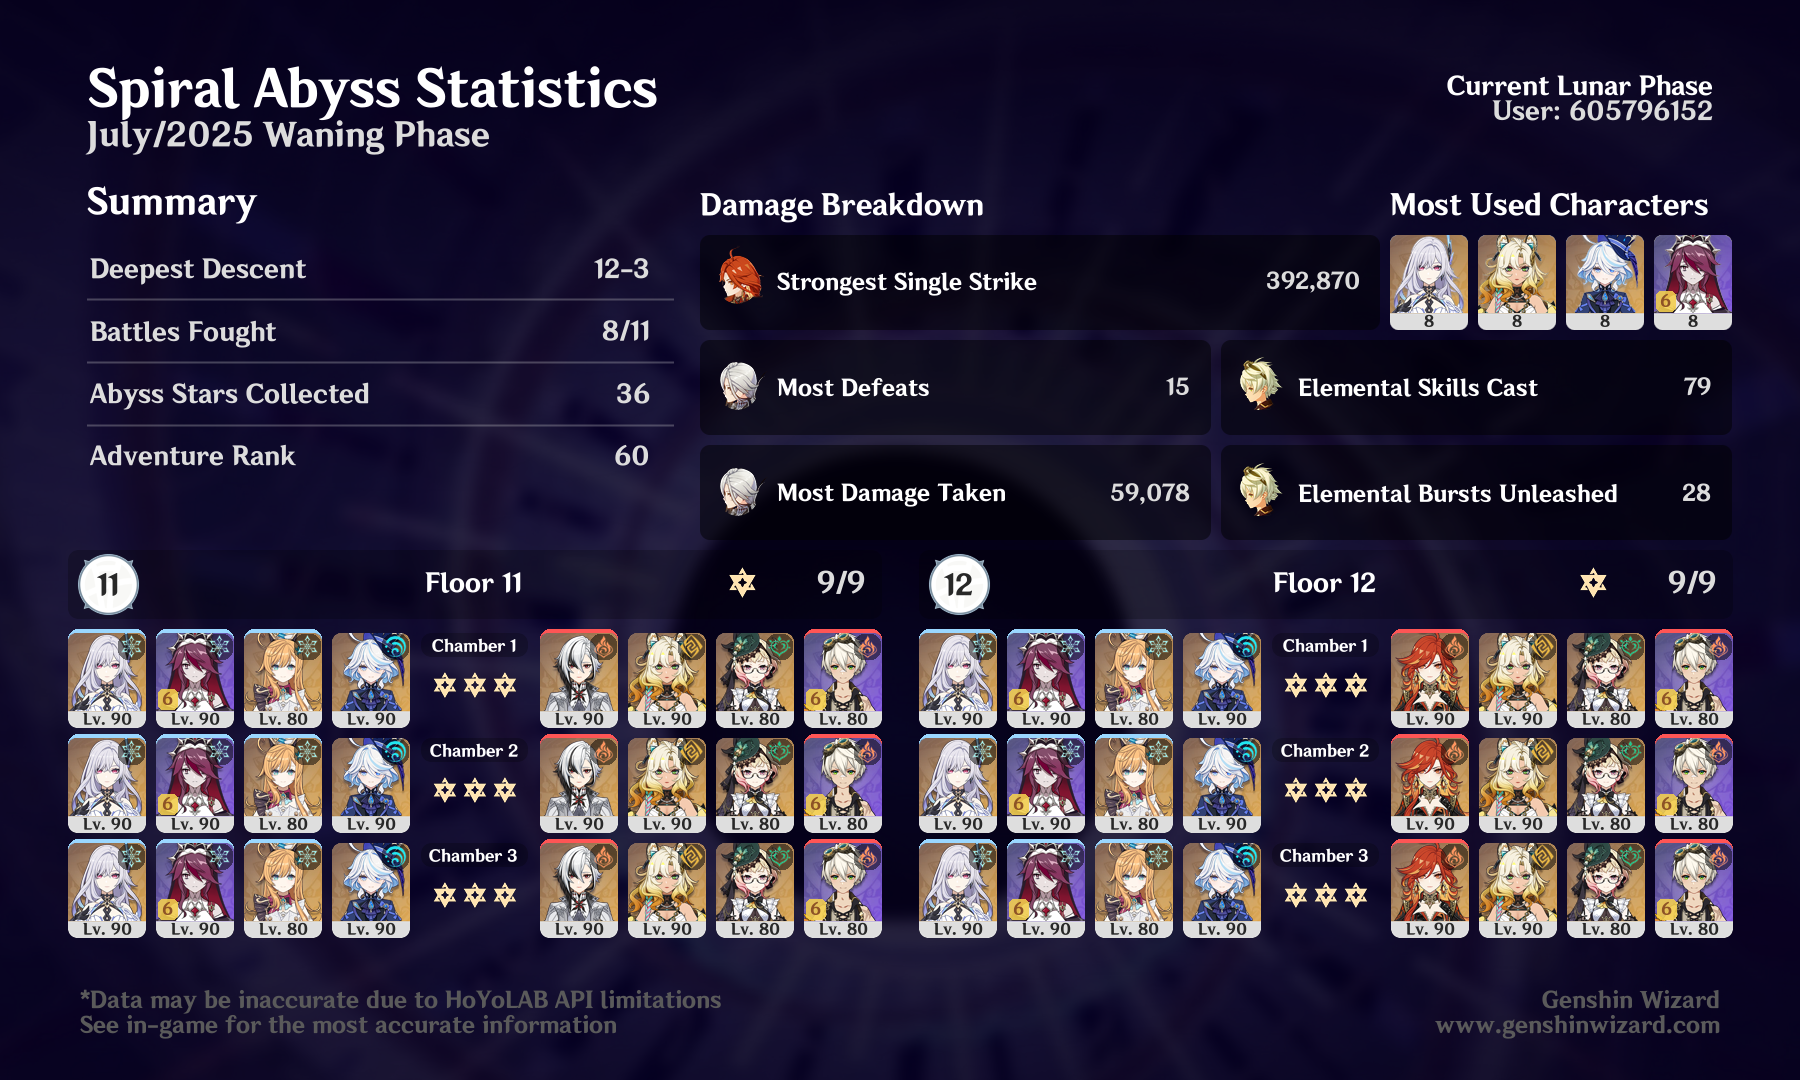 Spiral Abyss Statistics
July/2025 Waning Phase
Current Lunar Phase
User: 605796152
Summary
Deepest Descent 12-3
Battles Fought 8/11
Abyss Stars Collected 36
Adventure Rank 60
Damage Breakdown
Strongest Single Strike 392,870
Most Defeats 15
Elemental Skills Cast 79
Most Damage Taken 59,078
Elemental Bursts Unleashed 28
Most Used Characters
6
8 8 8 8
11 Floor 11 9/9
Chamber 1
6 6
Lv. 90 Lv. 90 Lv. 80 Lv. 90 Lv. 90 Lv. 90 Lv. 80 Lv. 80
Chamber 2
6 6
Lv. 90 Lv. 90 Lv. 80 Lv. 90 Lv. 90 Lv. 90 Lv. 80 Lv. 80
Chamber 3
6 6
Lv. 90 Lv. 90 Lv. 80 Lv. 90 Lv. 90 Lv. 90 Lv. 80 Lv. 80
12 Floor 12 9/9
Chamber 1
6 6
Lv. 90 Lv. 90 Lv. 80 Lv. 90 Lv. 90 Lv. 90 Lv. 80 Lv. 80
Chamber 2
6 6
Lv. 90 Lv. 90 Lv. 80 Lv. 90 Lv. 90 Lv. 90 Lv. 80 Lv. 80
Chamber 3
6 6
Lv. 90 Lv. 90 Lv. 80 Lv. 90 Lv. 90 Lv. 90 Lv. 80 Lv. 80
*Data may be inaccurate due to HoYoLAB API limitations
See in-game for the most accurate information
Genshin Wizard
www.genshinwizard.com